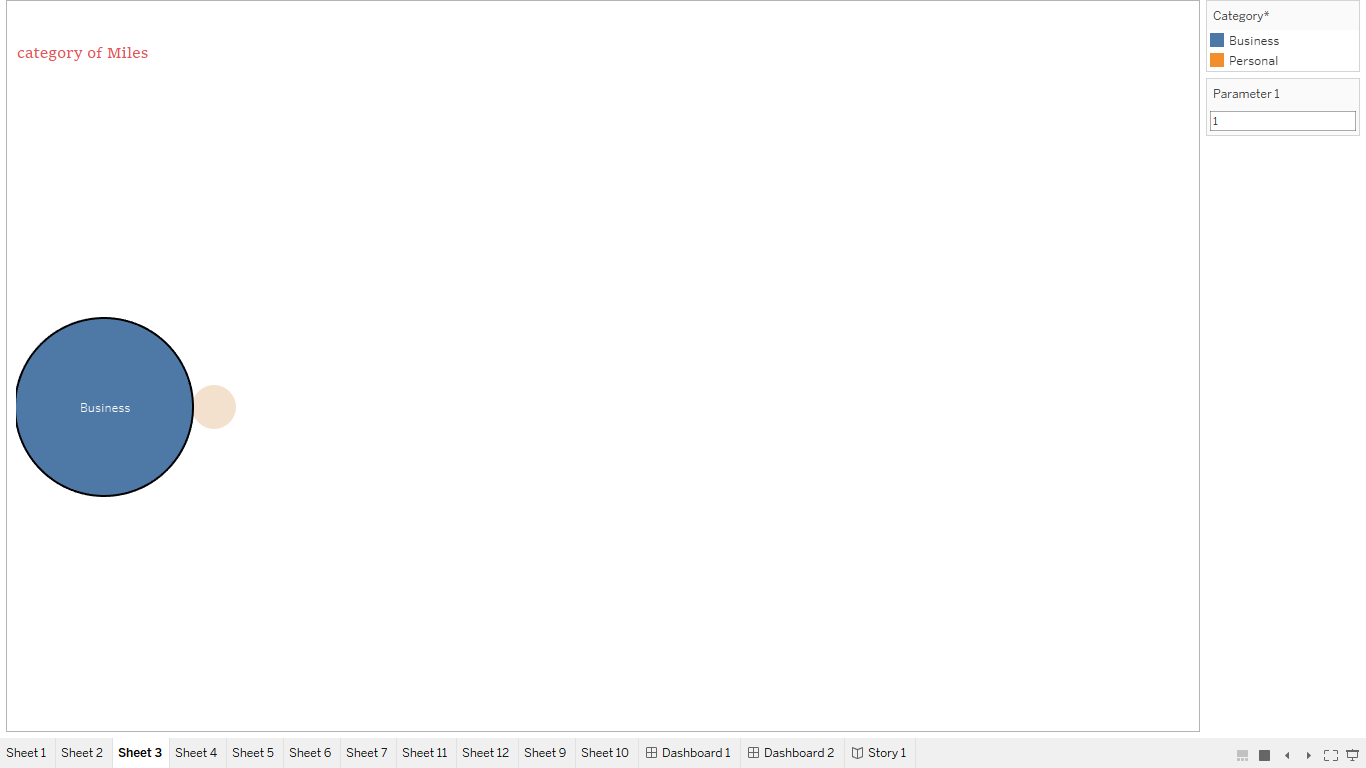 category of Miles
Category*
Business
Personal
Parameter 1
1
Business
Sheet 1 Sheet 2 Sheet 3 Sheet 4 Sheet 5 Sheet 6 Sheet 7 Sheet 11 Sheet 12 Sheet 9 Sheet 10 Dashboard 1 Dashboard 2 Story 1